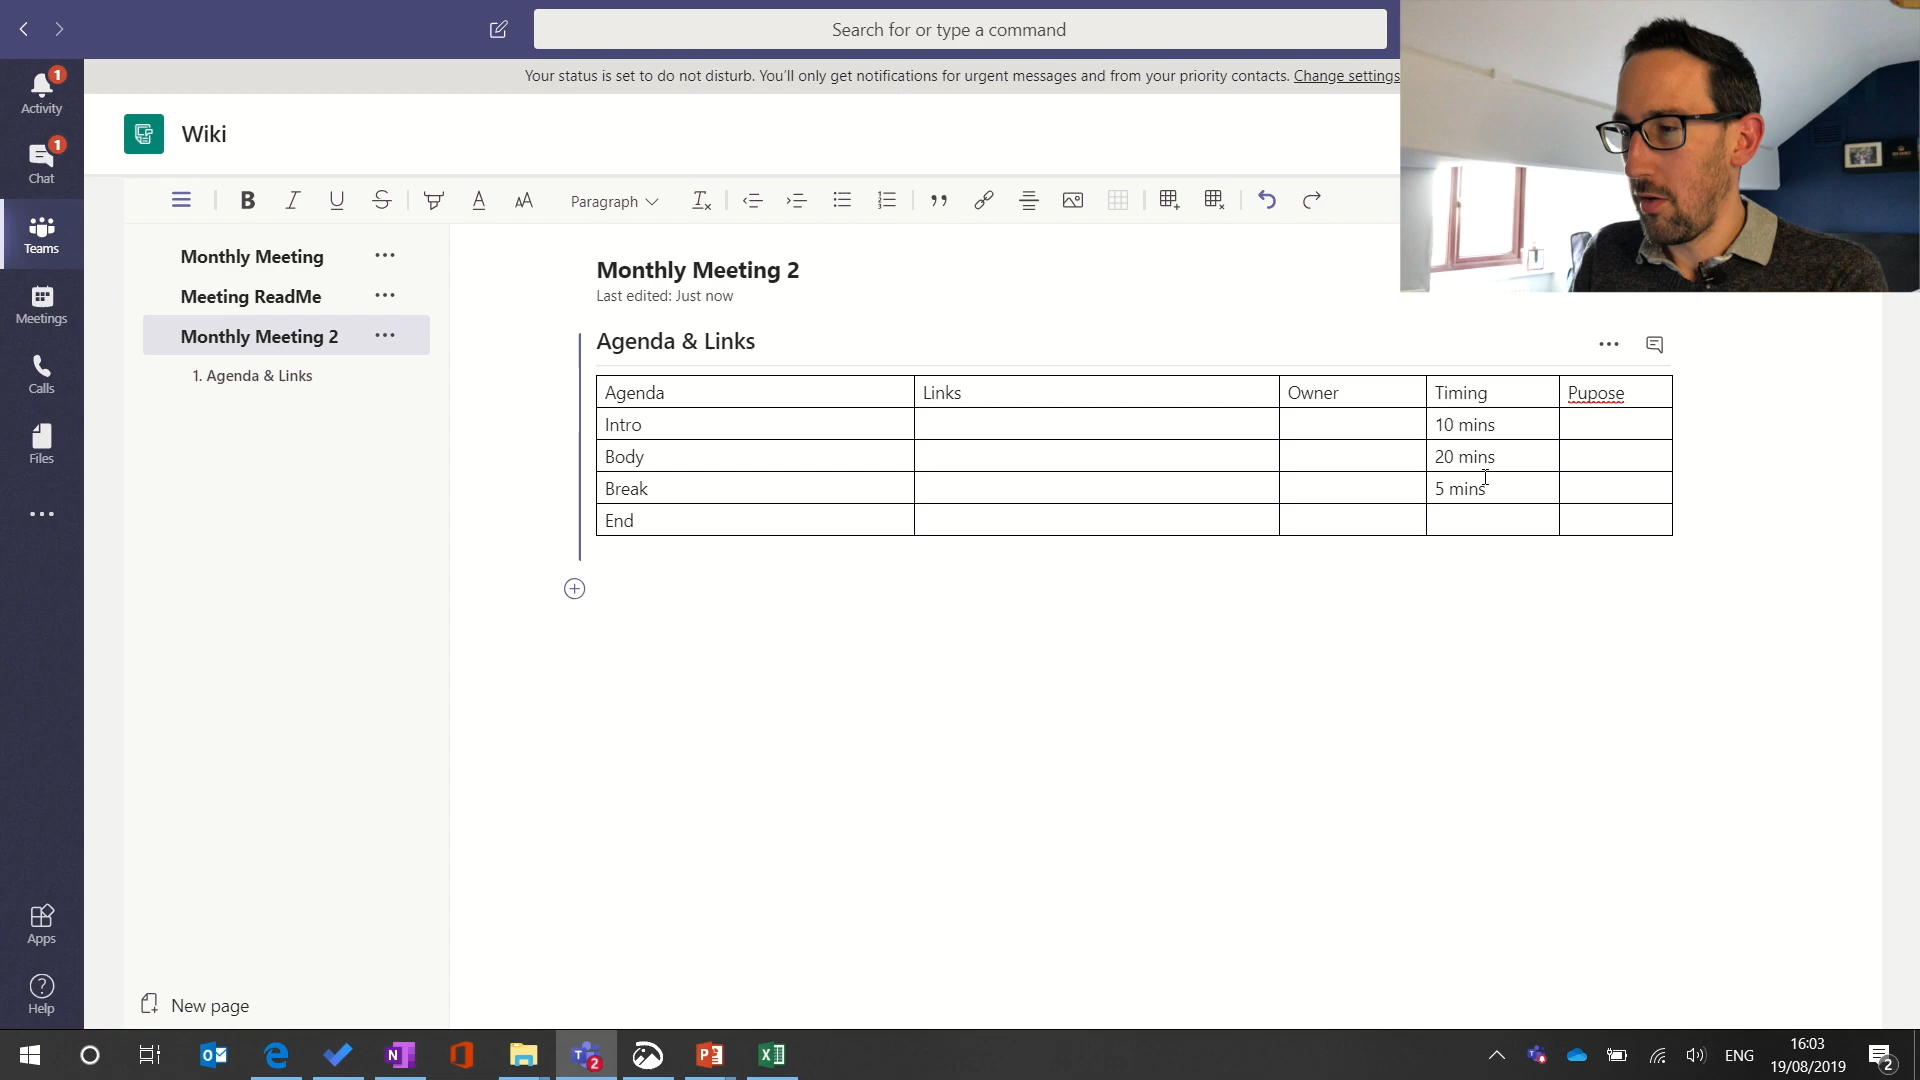 Search for or type a command
Your status is set to do not disturb. You'll only get notifications for urgent messages and from your priority contacts. Change settings
Activity 1
Chat 1
Teams
Meetings
Calls
Files
Apps
Help
Wiki
Paragraph
Monthly Meeting
Meeting ReadMe
Monthly Meeting 2
1. Agenda & Links
New page
Monthly Meeting 2
Last edited: Just now
Agenda & Links
Agenda Links Owner Timing Pupose
Intro 10 mins
Body 20 mins
Break 5 mins
End
2
ENG
16:03
19/08/2019
2